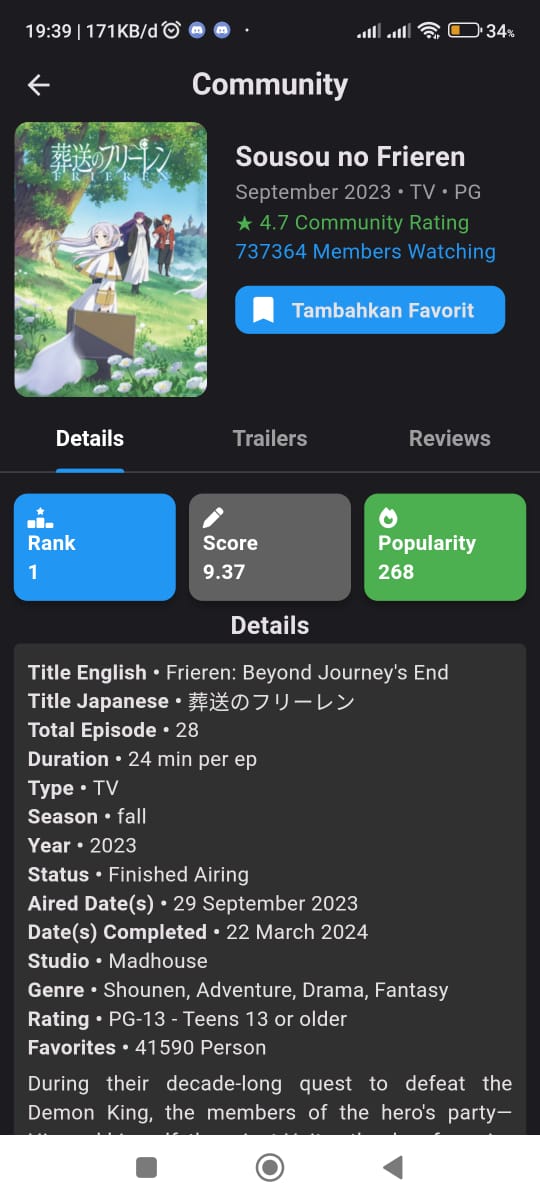 19:39 | 171KB/d
34%
Community
葬送のフリーレン
FRIEREN
Sousou no Frieren
September 2023 • TV • PG
★ 4.7 Community Rating
737364 Members Watching
Tambahkan Favorit
Details Trailers Reviews
Rank Score Popularity
1 9.37 268
Details
Title English • Frieren: Beyond Journey's End
Title Japanese • 葬送のフリーレン
Total Episode • 28
Duration • 24 min per ep
Type • TV
Season • fall
Year • 2023
Status • Finished Airing
Aired Date(s) • 29 September 2023
Date(s) Completed • 22 March 2024
Studio • Madhouse
Genre • Shounen, Adventure, Drama, Fantasy
Rating • PG-13 - Teens 13 or older
Favorites • 41590 Person
During their decade-long quest to defeat the
Demon King, the members of the hero's party—